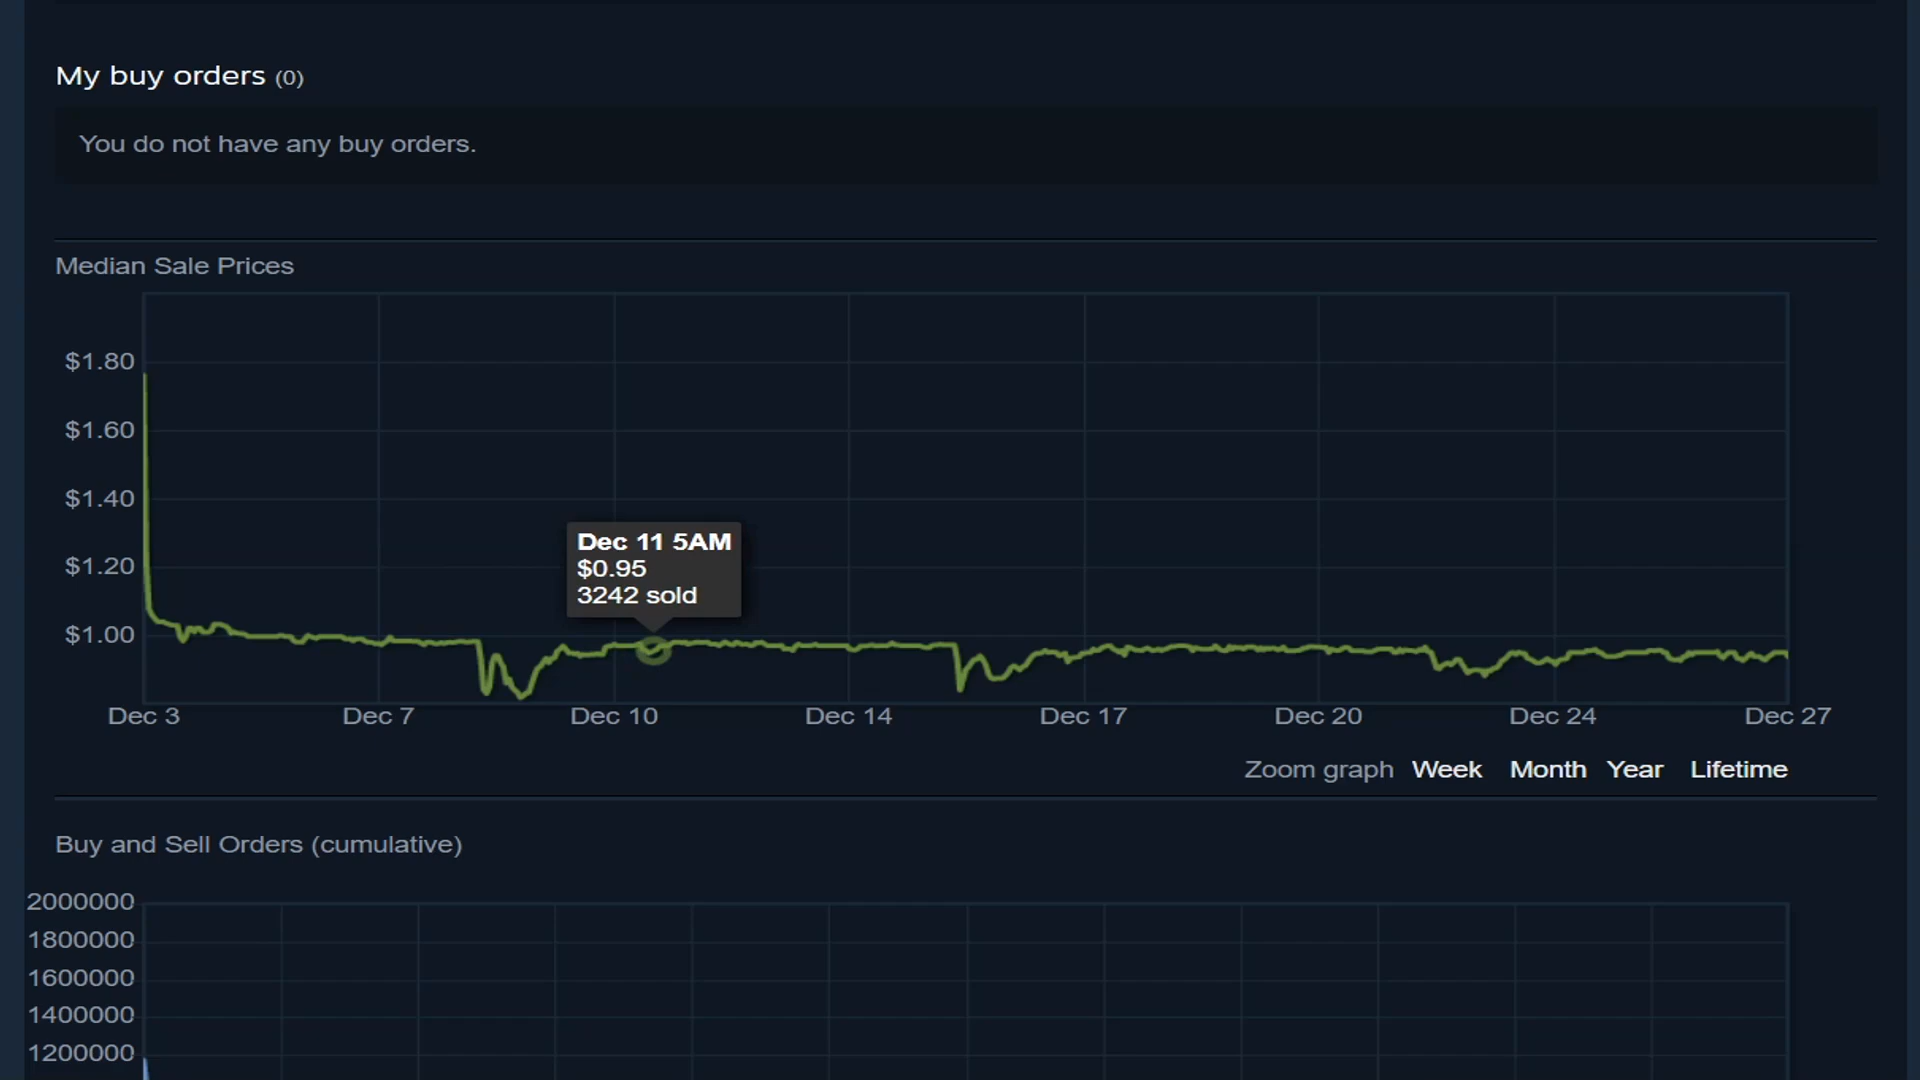 My buy orders (0)
You do not have any buy orders.
Median Sale Prices
$1.80
$1.60
$1.40
$1.20
$1.00
Dec 11 5AM
$0.95
3242 sold
Dec 3 Dec 7 Dec 10 Dec 14 Dec 17 Dec 20 Dec 24 Dec 27
Zoom graph Week Month Year Lifetime
Buy and Sell Orders (cumulative)
2000000
1800000
1600000
1400000
1200000